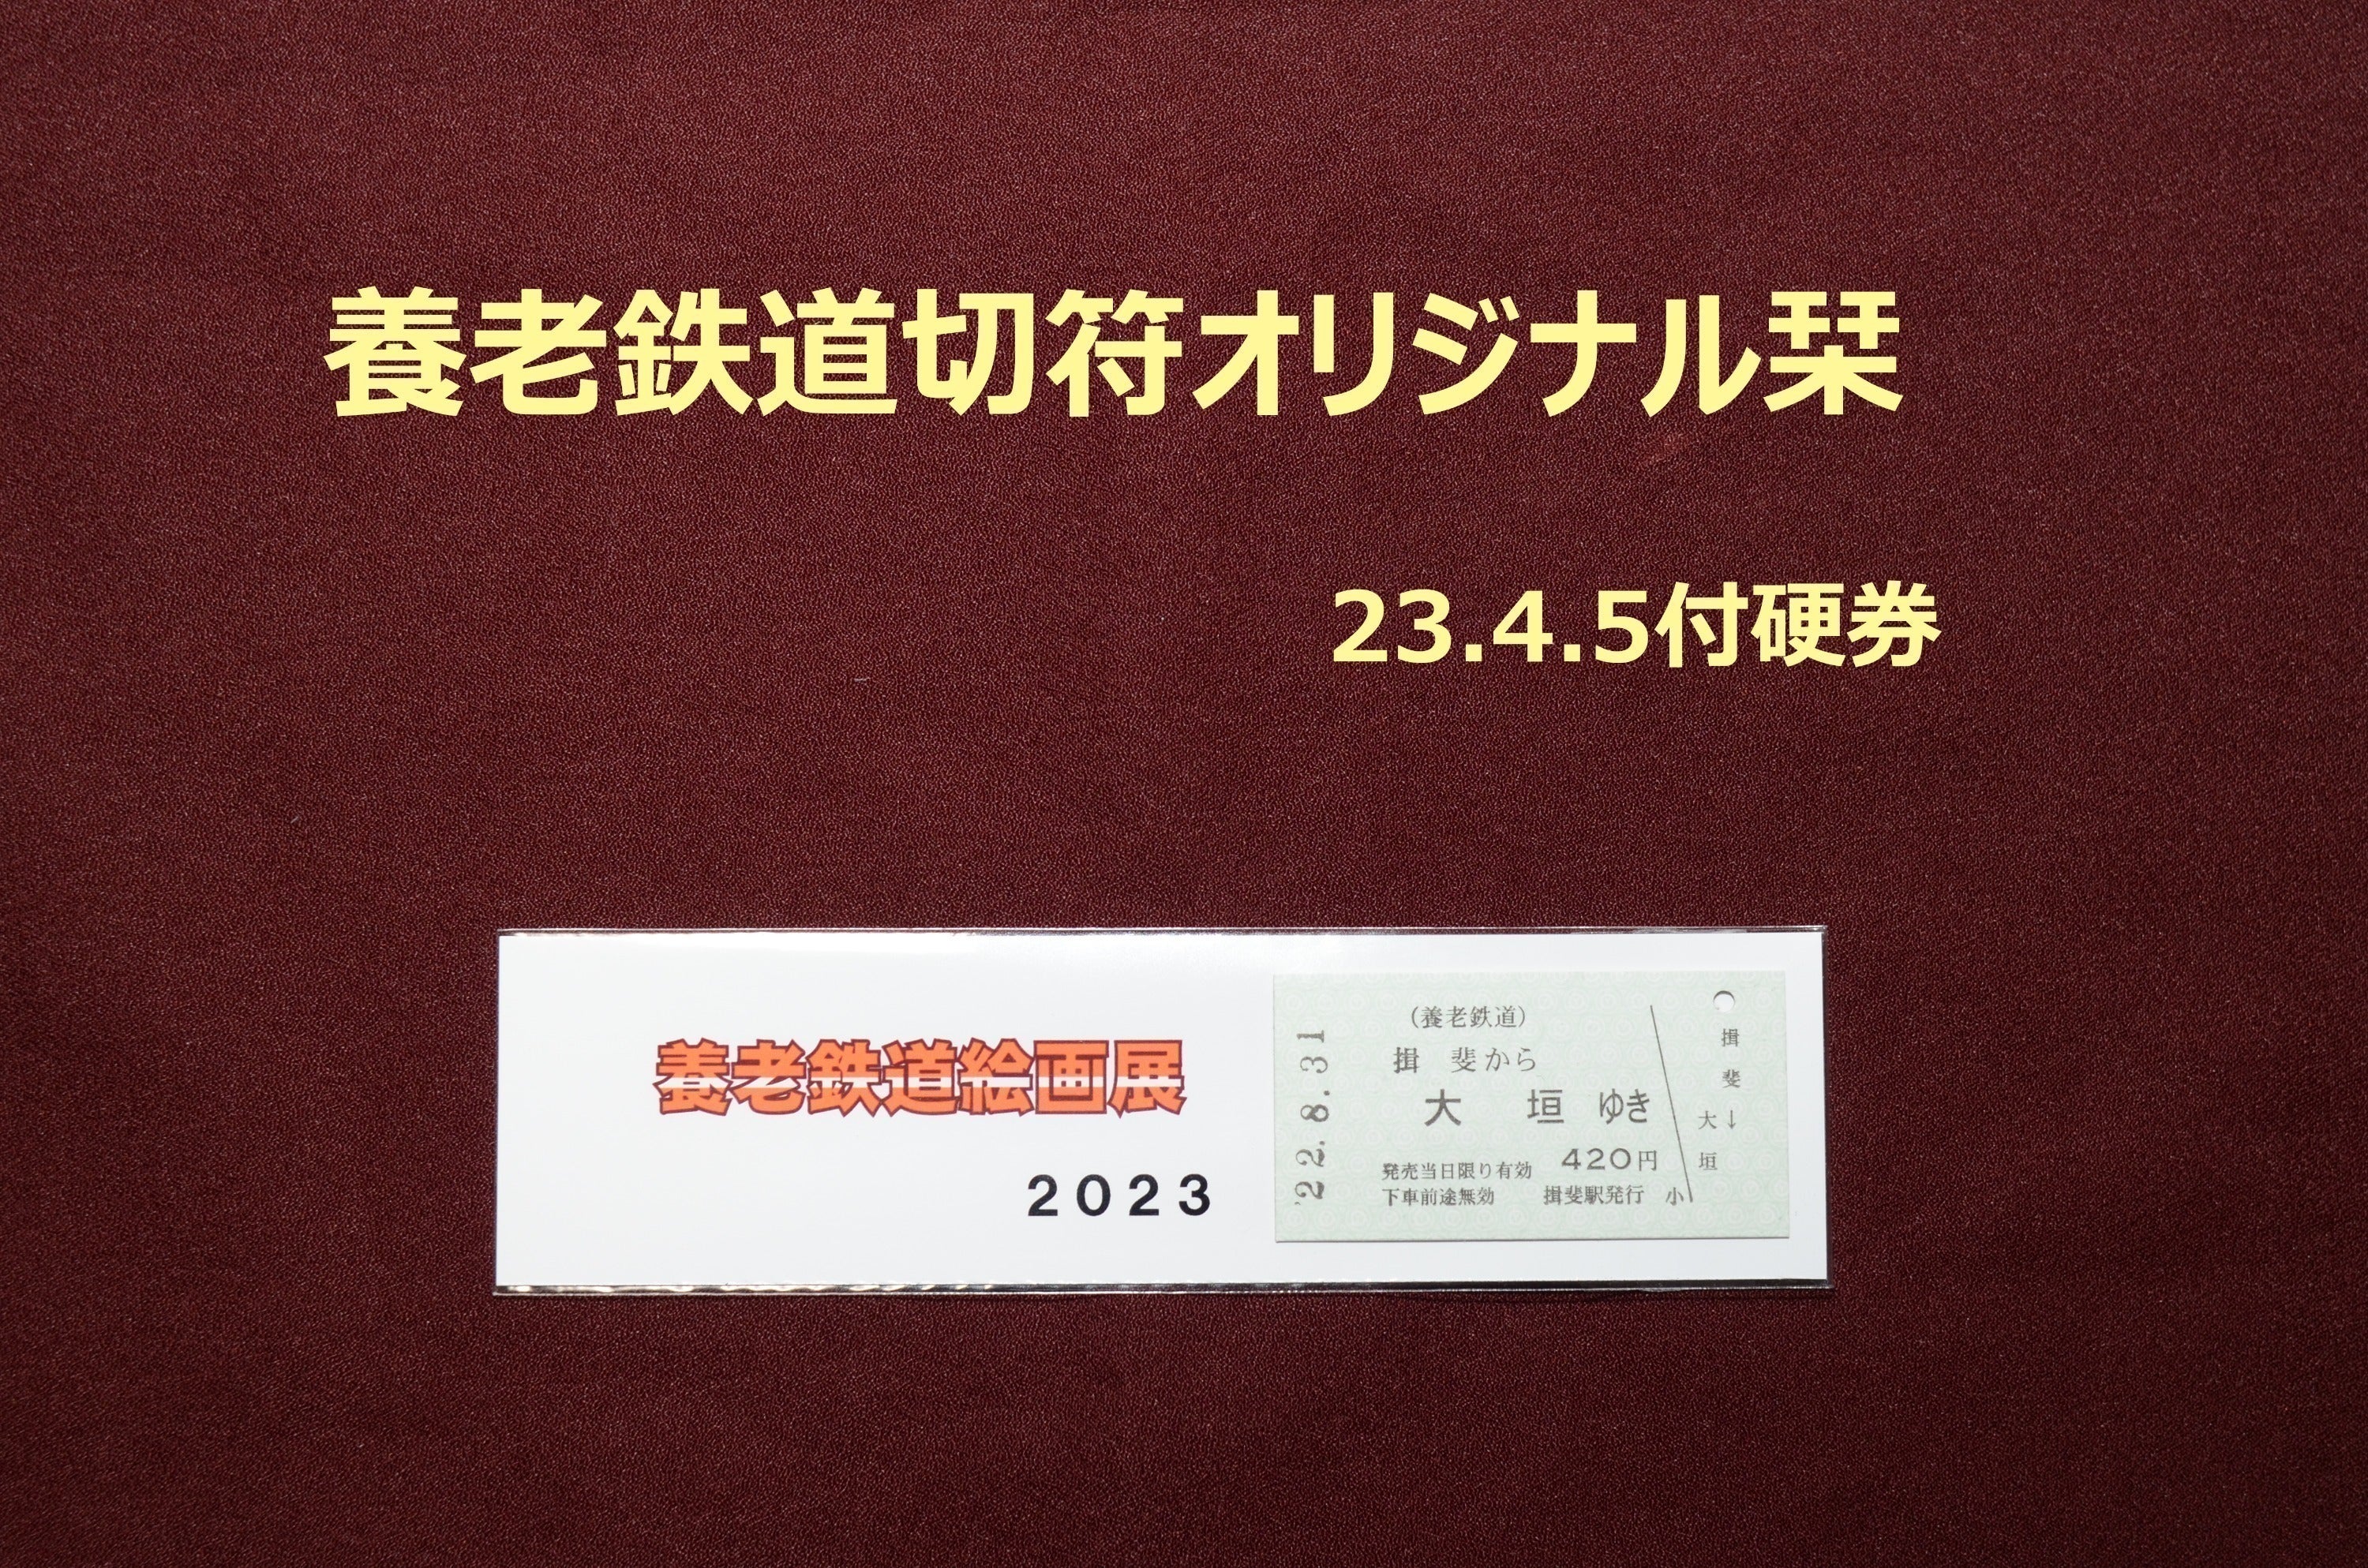 養老鉄道切符オリジナル栞
23.4.5付硬券
養老鉄道絵画展
2023
'22.8.31
(養老鉄道)
揖 斐から
大 垣 ゆき
発売当日限り有効 420円
下車前途無効 揖斐駅発行 小
揖斐
↓
大垣